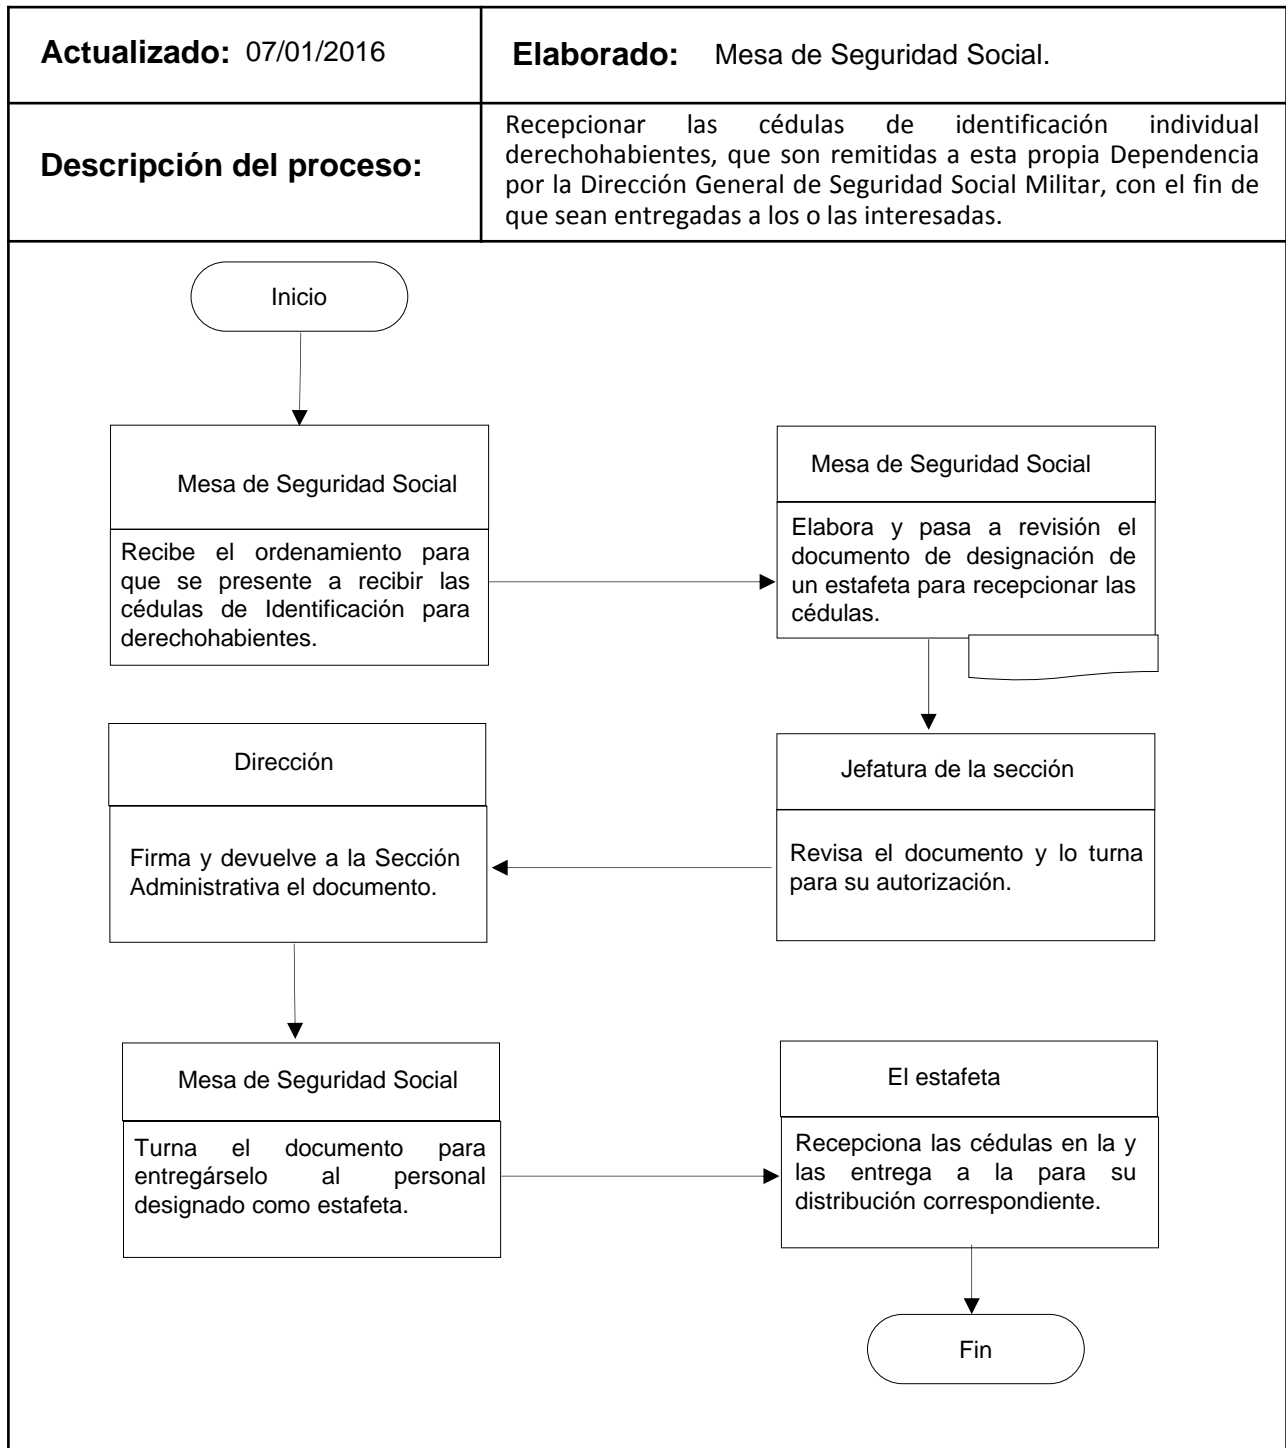 Actualizado: 07/01/2016
Elaborado: Mesa de Seguridad Social.
Descripción del proceso:
Recepcionar las cédulas de identificación individual
derechohabientes, que son remitidas a esta propia Dependencia
por la Dirección General de Seguridad Social Militar, con el fin de
que sean entregadas a los o las interesadas.
Inicio
Mesa de Seguridad Social
Recibe el ordenamiento para
que se presente a recibir las
cédulas de Identificación para
derechohabientes.
Mesa de Seguridad Social
Elabora y pasa a revisión el
documento de designación de
un estafeta para recepcionar las
cédulas.
Jefatura de la sección
Revisa el documento y lo turna
para su autorización.
Dirección
Firma y devuelve a la Sección
Administrativa el documento.
Mesa de Seguridad Social
Turna el documento para
entregárselo al personal
designado como estafeta.
El estafeta
Recepciona las cédulas en la y
las entrega a la para su
distribución correspondiente.
Fin